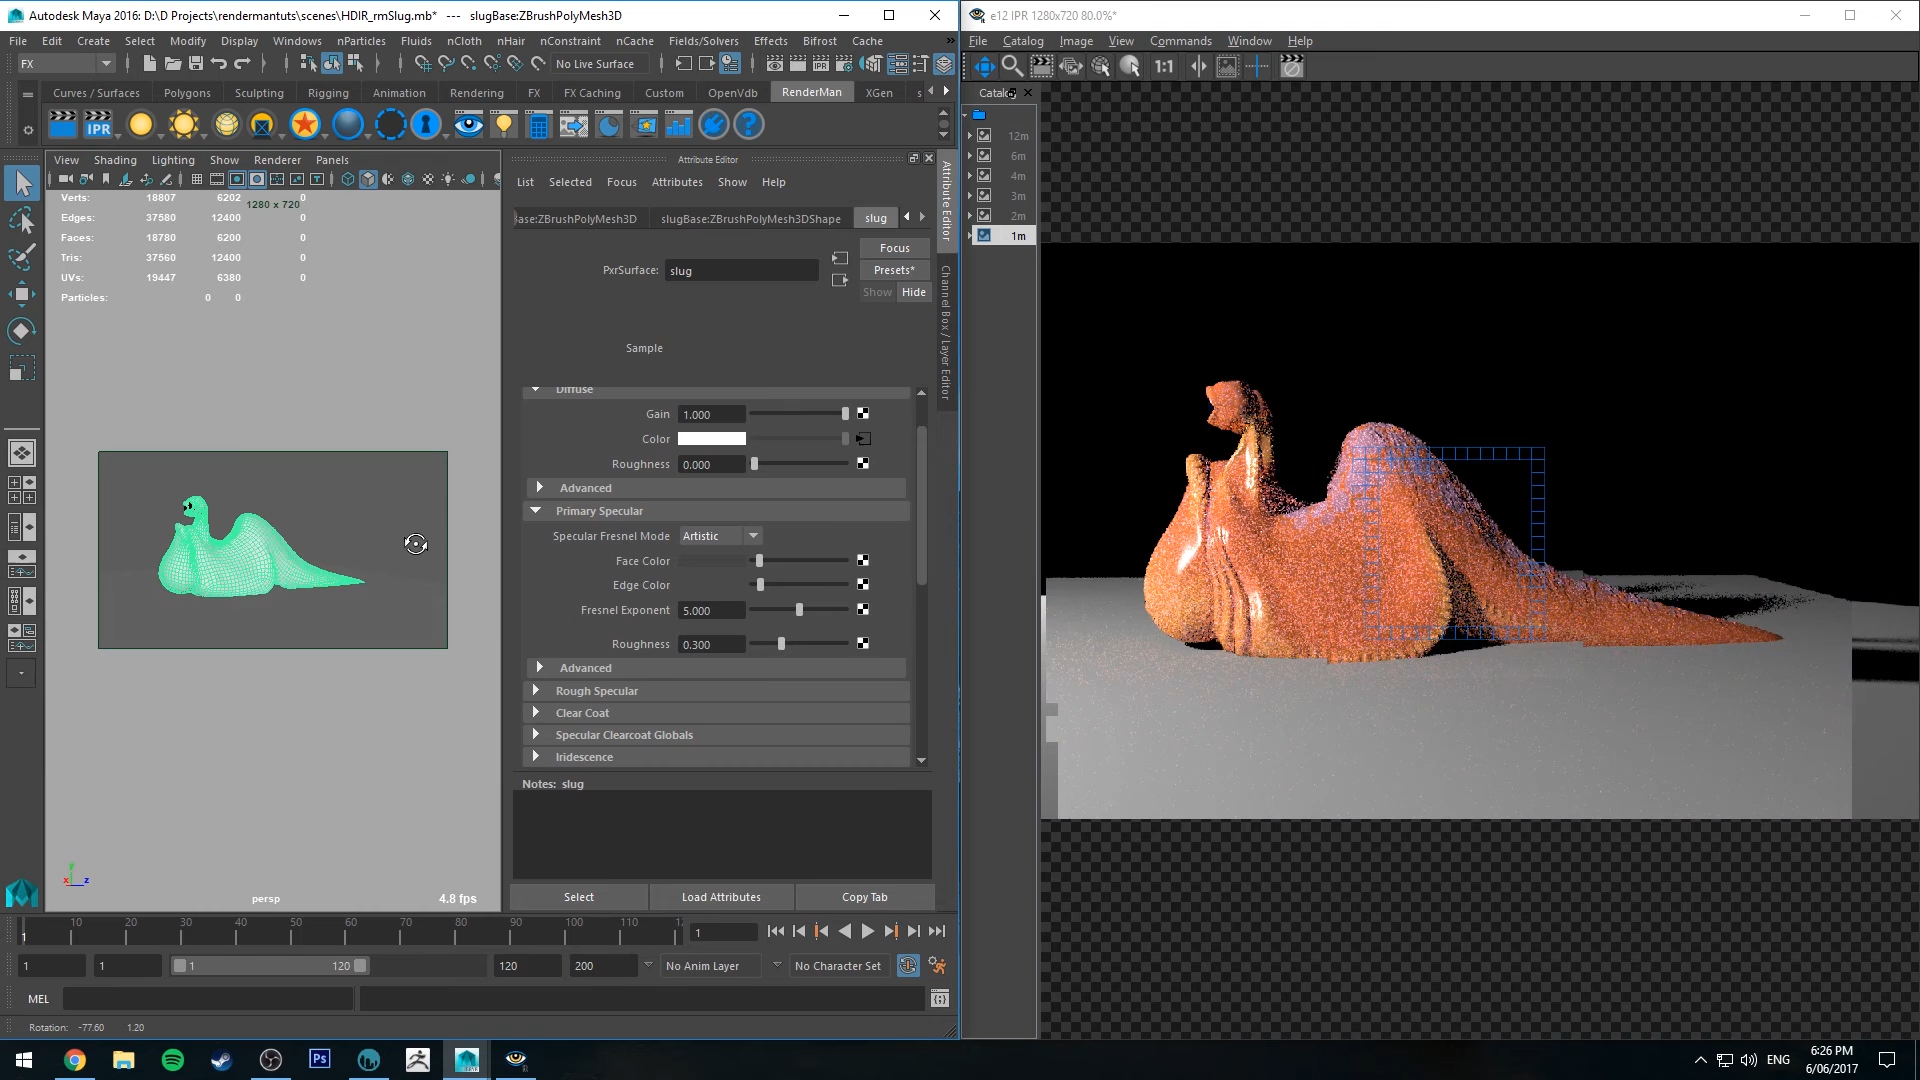 Autodesk Maya 2016: D:\D Projects\rendermantuts\scenes\HDIR_rmSlug.mb* --- slugBase:ZBrushPolyMesh3D
File Edit Create Select Modify Display Windows nParticles Fluids nCloth nHair nConstraint nCache Fields/Solvers Effects Bifrost Cache
FX
No Live Surface
Curves / Surfaces Polygons Sculpting Rigging Animation Rendering FX FX Caching Custom OpenVdb RenderMan XGen s
IPR
View Shading Lighting Show Renderer Panels
Verts: 18807 6202 0
1280 x 720
Edges: 37580 12400 0
Faces: 18780 6200 0
Tris: 37560 12400 0
UVs: 19447 6380 0
Particles: 0 0
persp
4.8 fps
Attribute Editor
List Selected Focus Attributes Show Help
ase:ZBrushPolyMesh3D slugBase:ZBrushPolyMesh3DShape slug
PxrSurface: slug
Focus
Presets*
Show Hide
Sample
Diffuse
Gain 1.000
Color
Roughness 0.000
Advanced
Primary Specular
Specular Fresnel Mode Artistic
Face Color
Edge Color
Fresnel Exponent 5.000
Roughness 0.300
Advanced
Rough Specular
Clear Coat
Specular Clearcoat Globals
Iridescence
Notes: slug
Select Load Attributes Copy Tab
Attribute Editor
Channel Box / Layer Editor
10 20 30 40 50 60 70 80 90 100 110 12
1
1
1 1 1 120 120 200 No Anim Layer No Character Set
MEL
Rotation: -77.60 1.20
e12 IPR 1280x720 80.0%*
File Catalog Image View Commands Window Help
1:1
Catalog
12m
6m
4m
3m
2m
1m
Ps
ENG
6:26 PM
6/06/2017